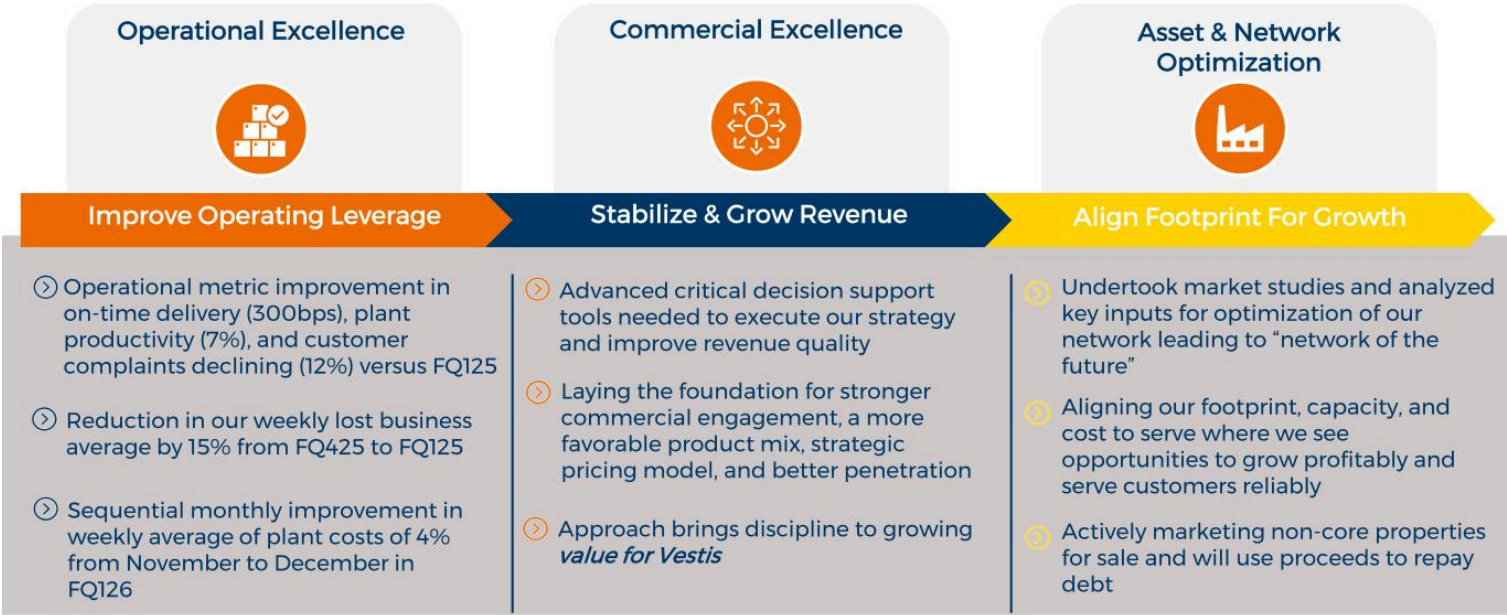 Operational Excellence
Improve Operating Leverage
Operational metric improvement in
on-time delivery (300bps), plant
productivity (7%), and customer
complaints declining (12%) versus FQ125
Reduction in our weekly lost business
average by 15% from FQ425 to FQ125
Sequential monthly improvement in
weekly average of plant costs of 4%
from November to December in
FQ126
Commercial Excellence
Stabilize & Grow Revenue
Advanced critical decision support
tools needed to execute our strategy
and improve revenue quality
Laying the foundation for stronger
commercial engagement, a more
favorable product mix, strategic
pricing model, and better penetration
Approach brings discipline to growing
value for Vestis
Asset & Network
Optimization
Align Footprint For Growth
Undertook market studies and analyzed
key inputs for optimization of our
network leading to “network of the
future”
Aligning our footprint, capacity, and
cost to serve where we see
opportunities to grow profitably and
serve customers reliably
Actively marketing non-core properties
for sale and will use proceeds to repay
debt